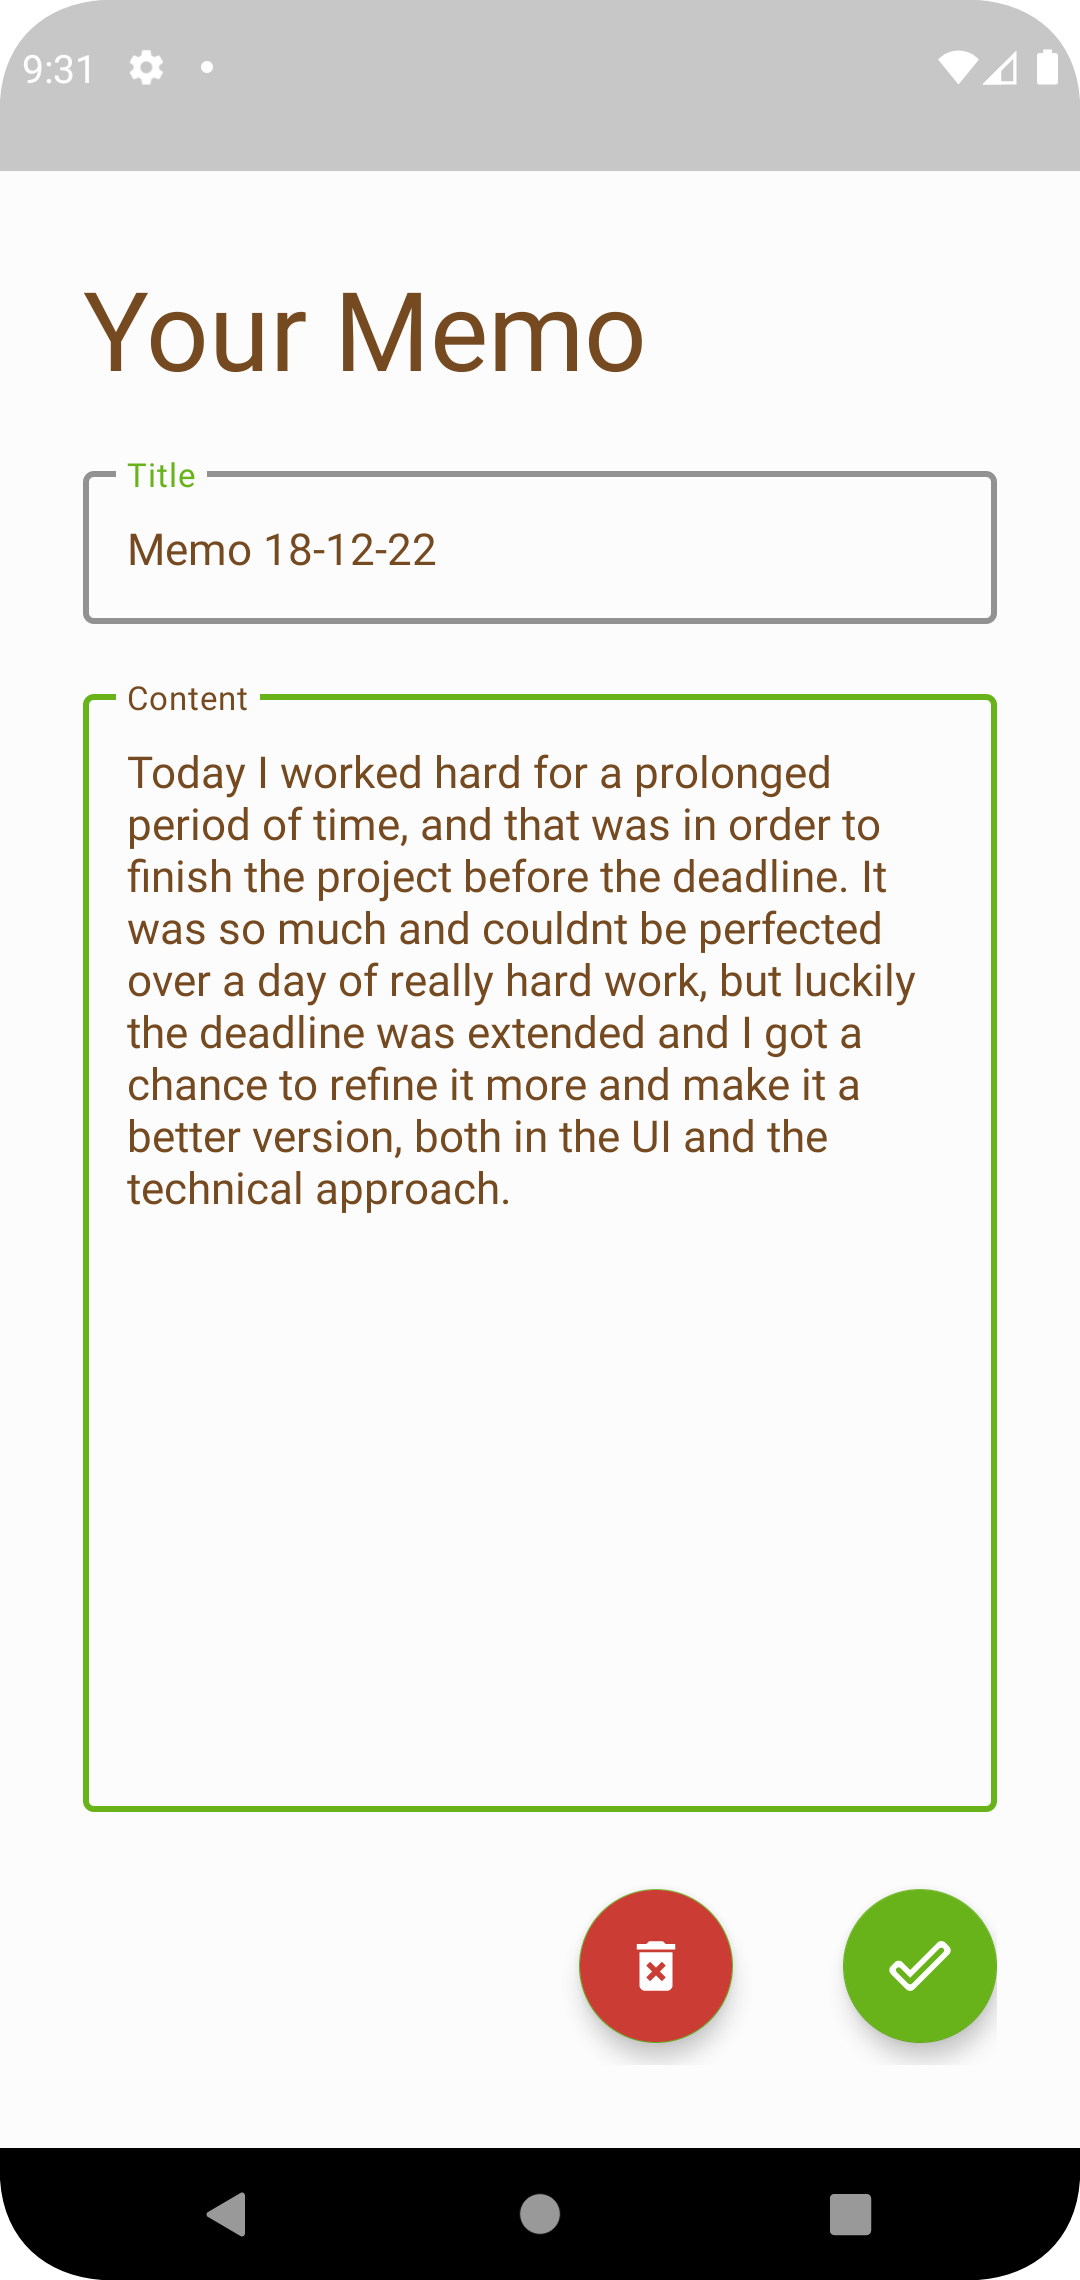 9:31
Your Memo
Title
Memo 18-12-22
Content
Today I worked hard for a prolonged
period of time, and that was in order to
finish the project before the deadline. It
was so much and couldnt be perfected
over a day of really hard work, but luckily
the deadline was extended and I got a
chance to refine it more and make it a
better version, both in the UI and the
technical approach.